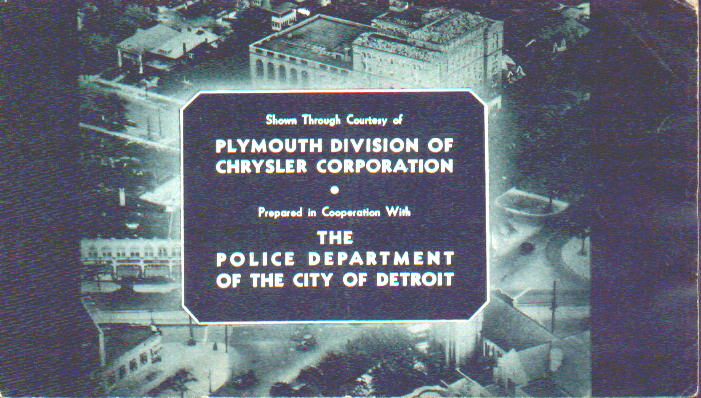 Shown Through Courtesy of
PLYMOUTH DIVISION OF
CHRYSLER CORPORATION
•
Prepared in Cooperation With
THE
POLICE DEPARTMENT
OF THE CITY OF DETROIT